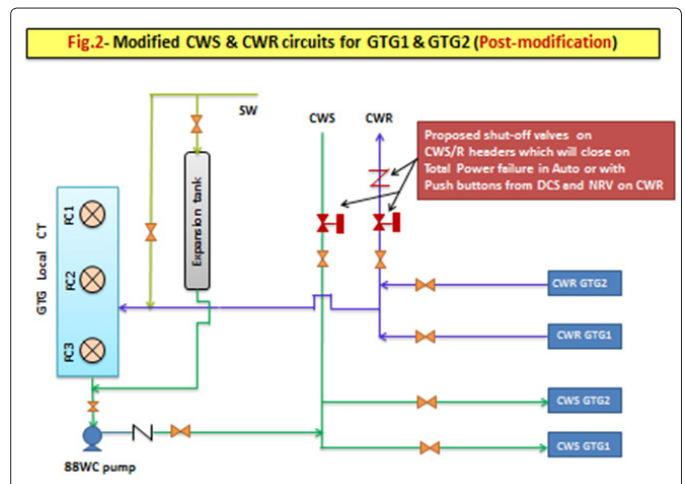 Fig.2- Modified CWS & CWR circuits for GTG1 & GTG2 (Post-modification)
SW
CWS
CWR
Proposed shut-off valves on
CWS/R headers which will close on
Total Power failure in Auto or with
Push buttons from DCS and NRV on CWR
Expansion tank
GTG Local CT
FC1
FC2
FC3
CWR GTG2
CWR GTG1
CWS GTG2
CWS GTG1
88WC pump